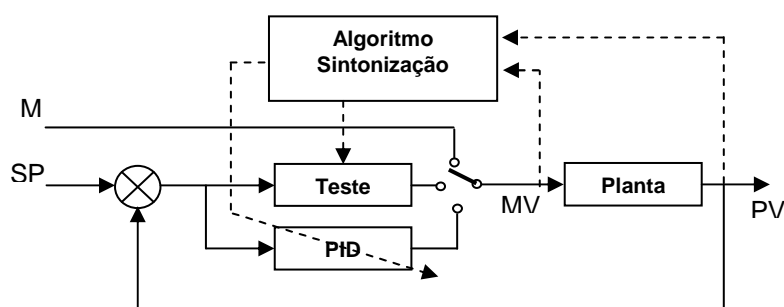 Algoritmo
Sintonização
M
SP
Teste
Planta
MV
PV
PID